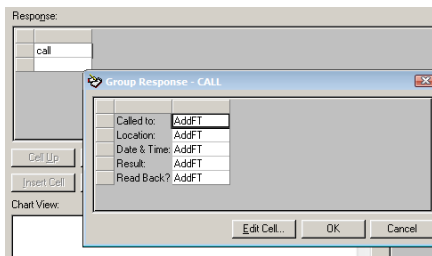 Response:
call
Group Response - CALL
Called to: AddFT
Location: AddFT
Date & Time: AddFT
Result: AddFT
Read Back? AddFT
Cell Up
Insert Cell
Chart View:
Edit Cell... OK Cancel